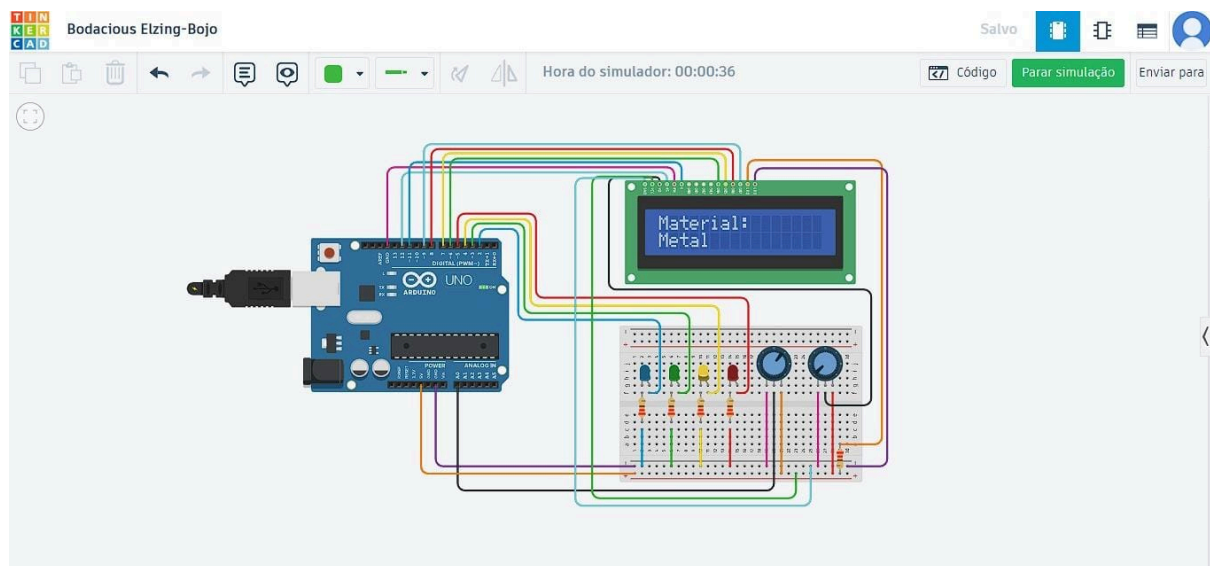 TIN
KER
CAD
Bodacious Elzing-Bojo
Salvo
Hora do simulador: 00:00:36
Código
Parar simulação
Enviar para
Material:
Metal
DIGITAL (PWM~)
UNO
ARDUINO
POWER
ANALOG IN